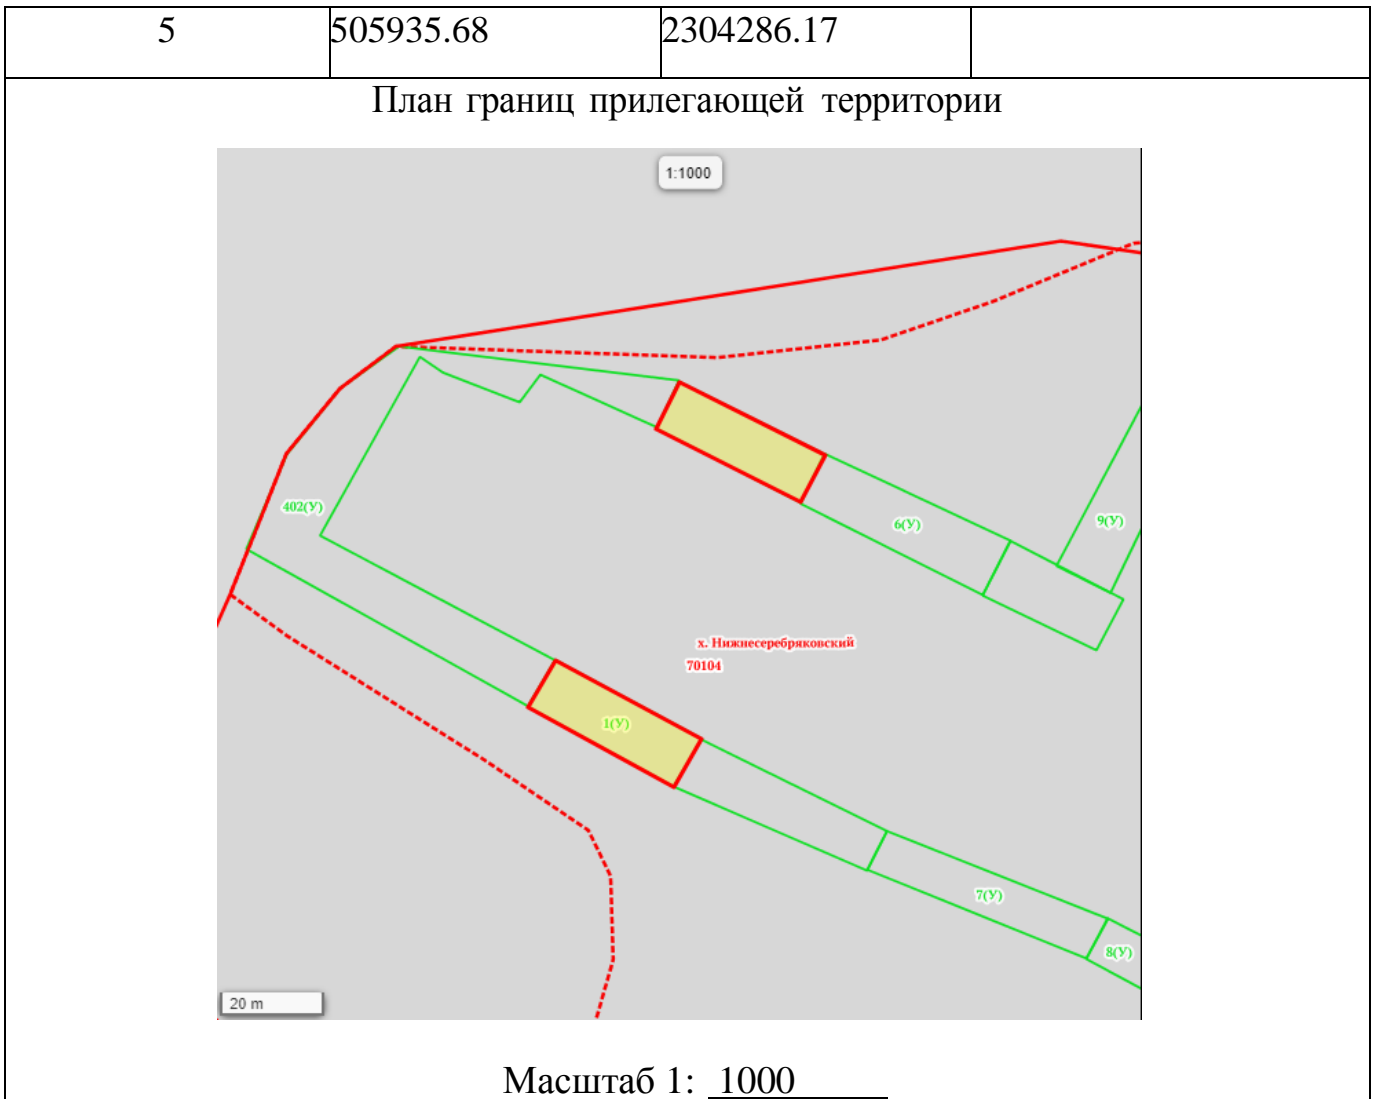 5 505935.68 2304286.17
План границ прилегающей территории
1:1000
402(У)
6(У)
9(У)
х. Нижнесеребряковский
70104
1(У)
7(У)
8(У)
20 m
Масштаб 1: 1000